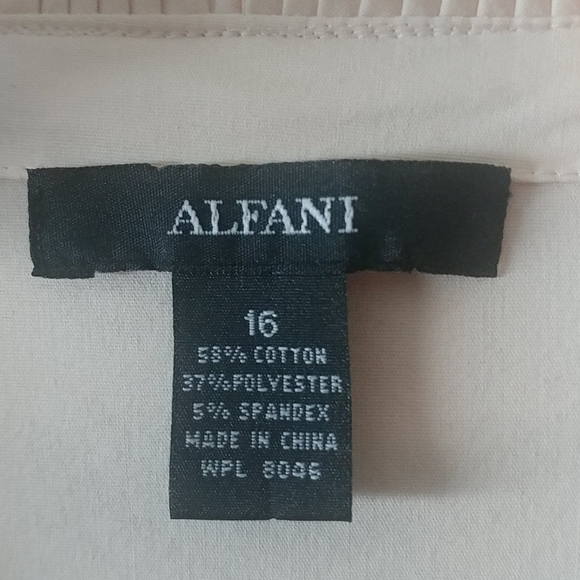 ALFANI
16
58% COTTON
37% POLYESTER
5% SPANDEX
MADE IN CHINA
WPL 8046